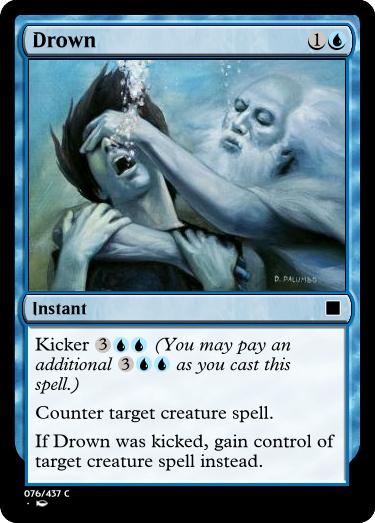 Drown 1
D. PALUMBO
Instant
Kicker 3 (You may pay an
additional 3 as you cast this
spell.)
Counter target creature spell.
If Drown was kicked, gain control of
target creature spell instead.
076/437 C